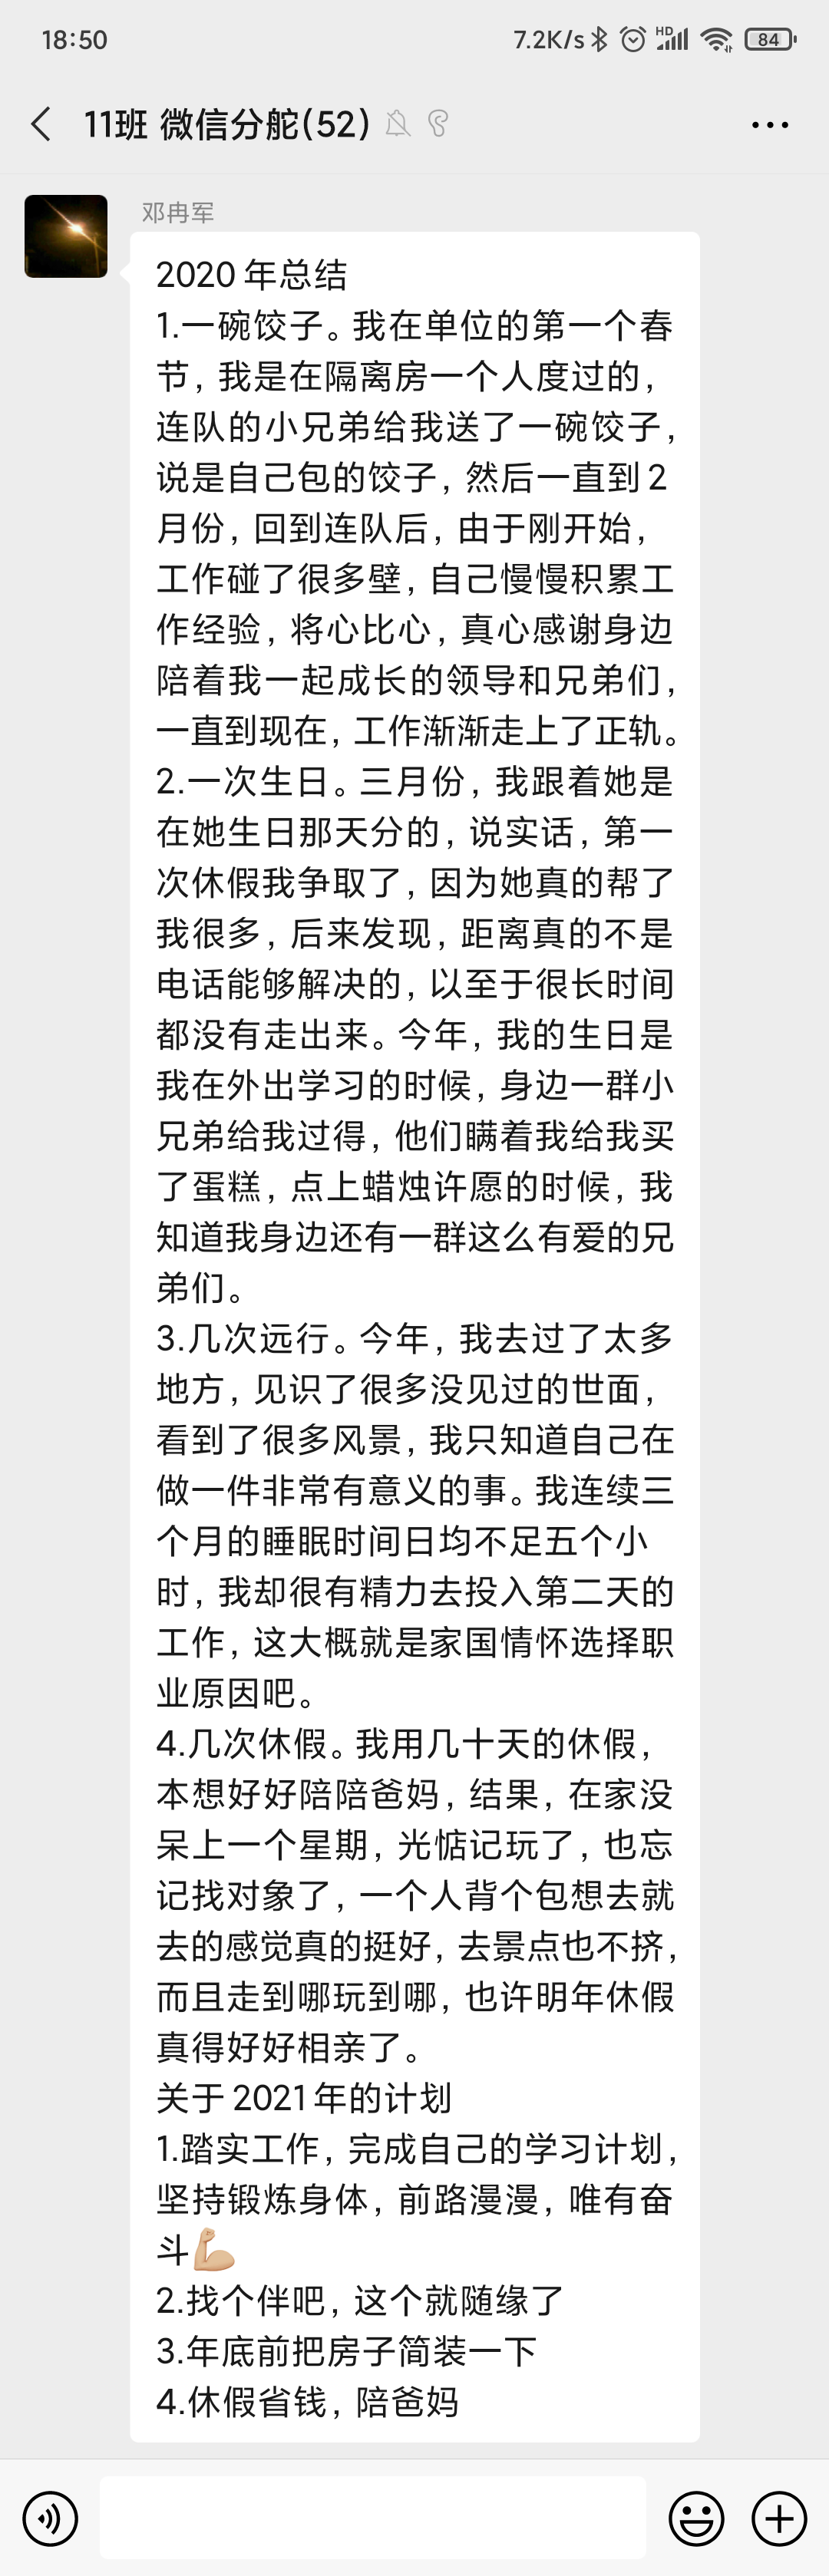 18:50
7.2K/s HD 84
11班 微信分舵(52)
邓冉军
2020 年总结
1.一碗饺子。我在单位的第一个春
节，我是在隔离房一个人度过的，
连队的小兄弟给我送了一碗饺子，
说是自己包的饺子，然后一直到 2
月份，回到连队后，由于刚开始，
工作碰了很多壁，自己慢慢积累工
作经验，将心比心，真心感谢身边
陪着我一起成长的领导和兄弟们，
一直到现在，工作渐渐走上了正轨。
2.一次生日。三月份，我跟着她是
在她生日那天分的，说实话，第一
次休假我争取了，因为她真的帮了
我很多，后来发现，距离真的不是
电话能够解决的，以至于很长时间
都没有走出来。今年，我的生日是
我在外出学习的时候，身边一群小
兄弟给我过得，他们瞒着我给我买
了蛋糕，点上蜡烛许愿的时候，我
知道我身边还有一群这么有爱的兄
弟们。
3.几次远行。今年，我去过了太多
地方，见识了很多没见过的世面，
看到了很多风景，我只知道自己在
做一件非常有意义的事。我连续三
个月的睡眠时间日均不足五个小
时，我却很有精力去投入第二天的
工作，这大概就是家国情怀选择职
业原因吧。
4.几次休假。我用几十天的休假，
本想好好陪陪爸妈，结果，在家没
呆上一个星期，光惦记玩了，也忘
记找对象了，一个人背个包想去就
去的感觉真的挺好，去景点也不挤，
而且走到哪玩到哪，也许明年休假
真得好好相亲了。
关于 2021 年的计划
1.踏实工作，完成自己的学习计划，
坚持锻炼身体，前路漫漫，唯有奋
斗💪🏼
2.找个伴吧，这个就随缘了
3.年底前把房子简装一下
4.休假省钱，陪爸妈